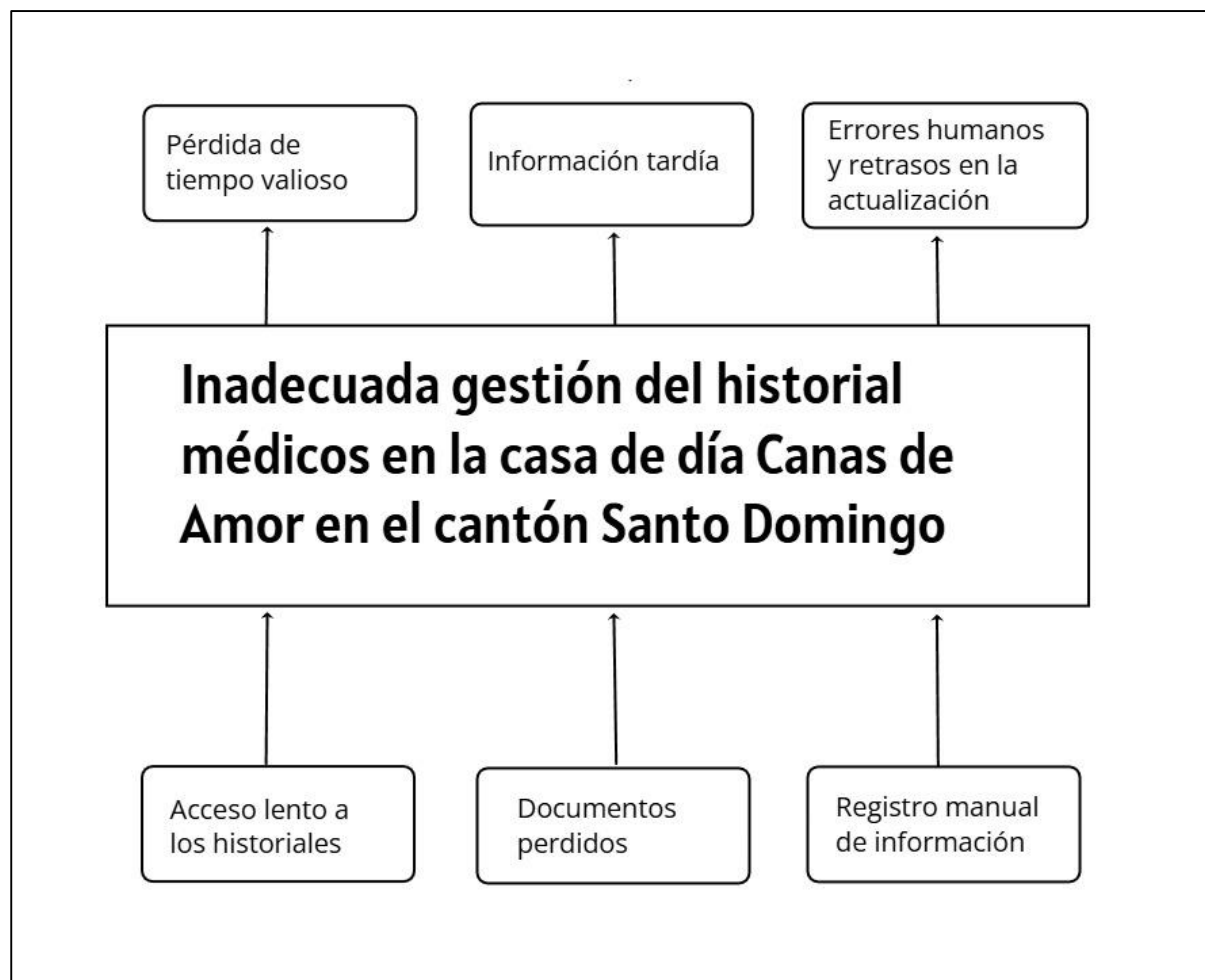 Pérdida de
tiempo valioso
Información tardía
Errores humanos
y retrasos en la
actualización
Inadecuada gestión del historial
médicos en la casa de día Canas de
Amor en el cantón Santo Domingo
Acceso lento a
los historiales
Documentos
perdidos
Registro manual
de información